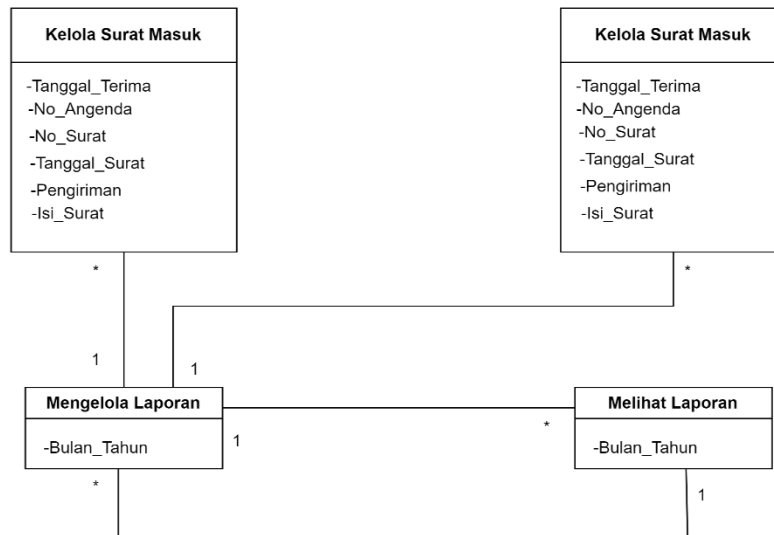 Kelola Surat Masuk
-Tanggal_Terima
-No_Angenda
-No_Surat
-Tanggal_Surat
-Pengiriman
-Isi_Surat
Kelola Surat Masuk
-Tanggal_Terima
-No_Angenda
-No_Surat
-Tanggal_Surat
-Pengiriman
-Isi_Surat
*
*
1
1
Mengelola Laporan
-Bulan_Tahun
1
*
Melihat Laporan
-Bulan_Tahun
*
1